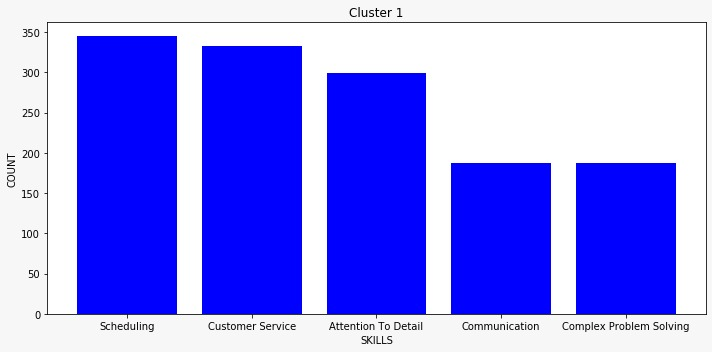 Cluster 1
350
300
250
200
150
100
50
0
COUNT
Scheduling Customer Service Attention To Detail Communication Complex Problem Solving
SKILLS